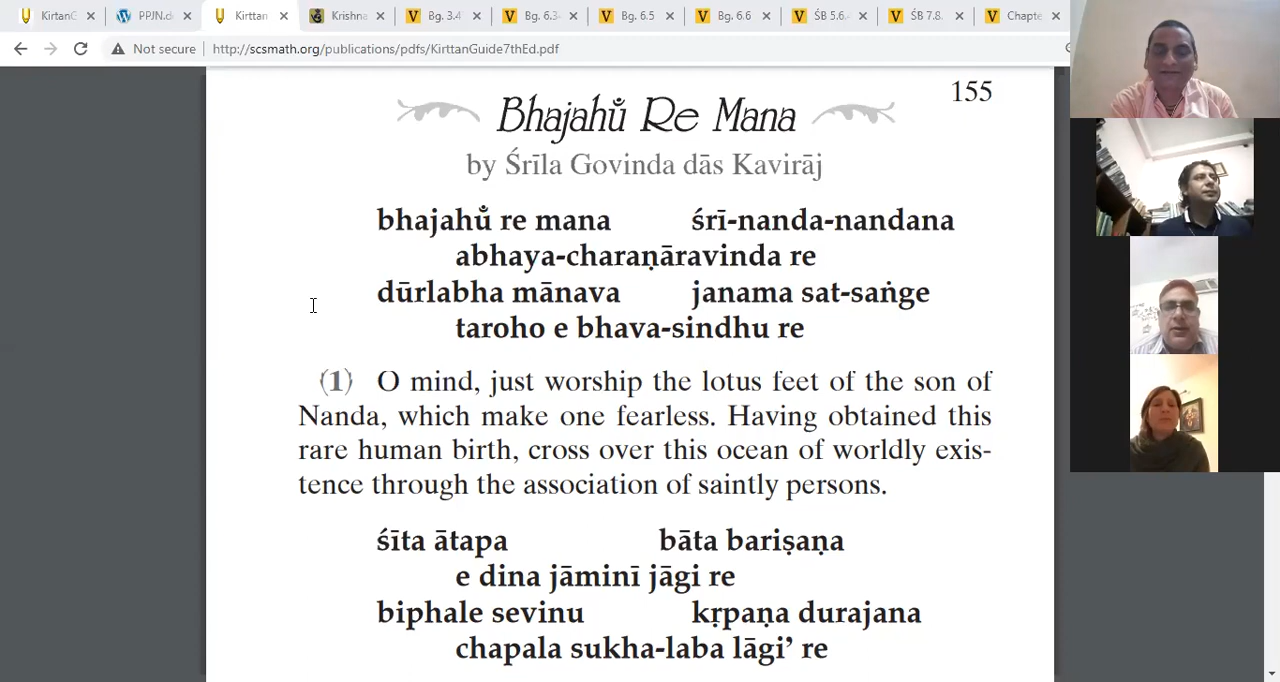 KirtanG
PPJN.d
Kirttan
Krishna
Bg. 3.4
Bg. 6.3
Bg. 6.5
Bg. 6.6
ŚB 5.6.
ŚB 7.8.
Chapte
Not secure
http://scsmath.org/publications/pdfs/KirttanGuide7thEd.pdf
155
Bhajahũ̊ Re Mana
by Śrīla Govinda dās Kavirāj
bhajahũ̊ re mana śrī-nanda-nandana
abhaya-charaṇāravinda re
dūrlabha mānava janama sat-saṅge
taroho e bhava-sindhu re
(1) O mind, just worship the lotus feet of the son of
Nanda, which make one fearless. Having obtained this
rare human birth, cross over this ocean of worldly exis-
tence through the association of saintly persons.
śīta ātapa bāta bariṣaṇa
e dina jāminī jāgi re
biphale sevinu kṛpaṇa durajana
chapala sukha-laba lāgi’ re